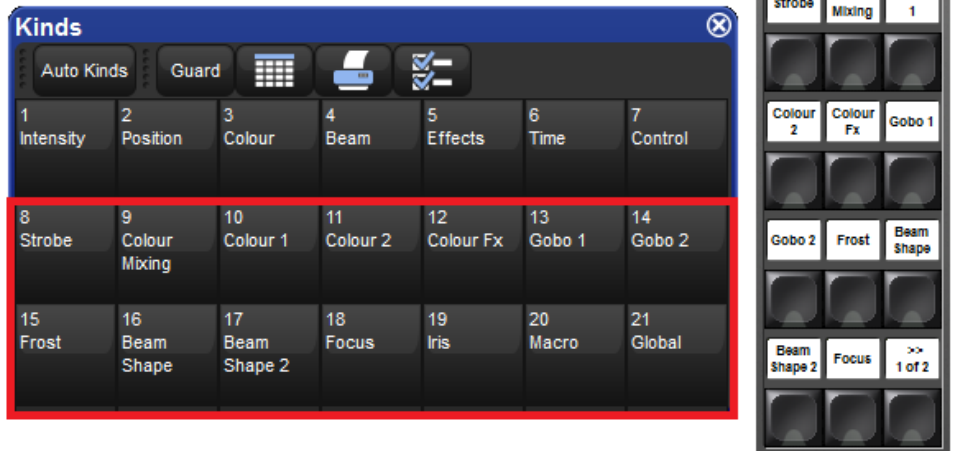 Kinds
Auto Kinds Guard
1 2 3 4 5 6 7
Intensity Position Colour Beam Effects Time Control
8 9 10 11 12 13 14
Strobe Colour Mixing Colour 1 Colour 2 Colour Fx Gobo 1 Gobo 2
15 16 17 18 19 20 21
Frost Beam Shape Beam Shape 2 Focus Iris Macro Global
Strobe Mixing 1
Colour 2 Colour Fx Gobo 1
Gobo 2 Frost Beam Shape
Beam Shape 2 Focus >> 1 of 2